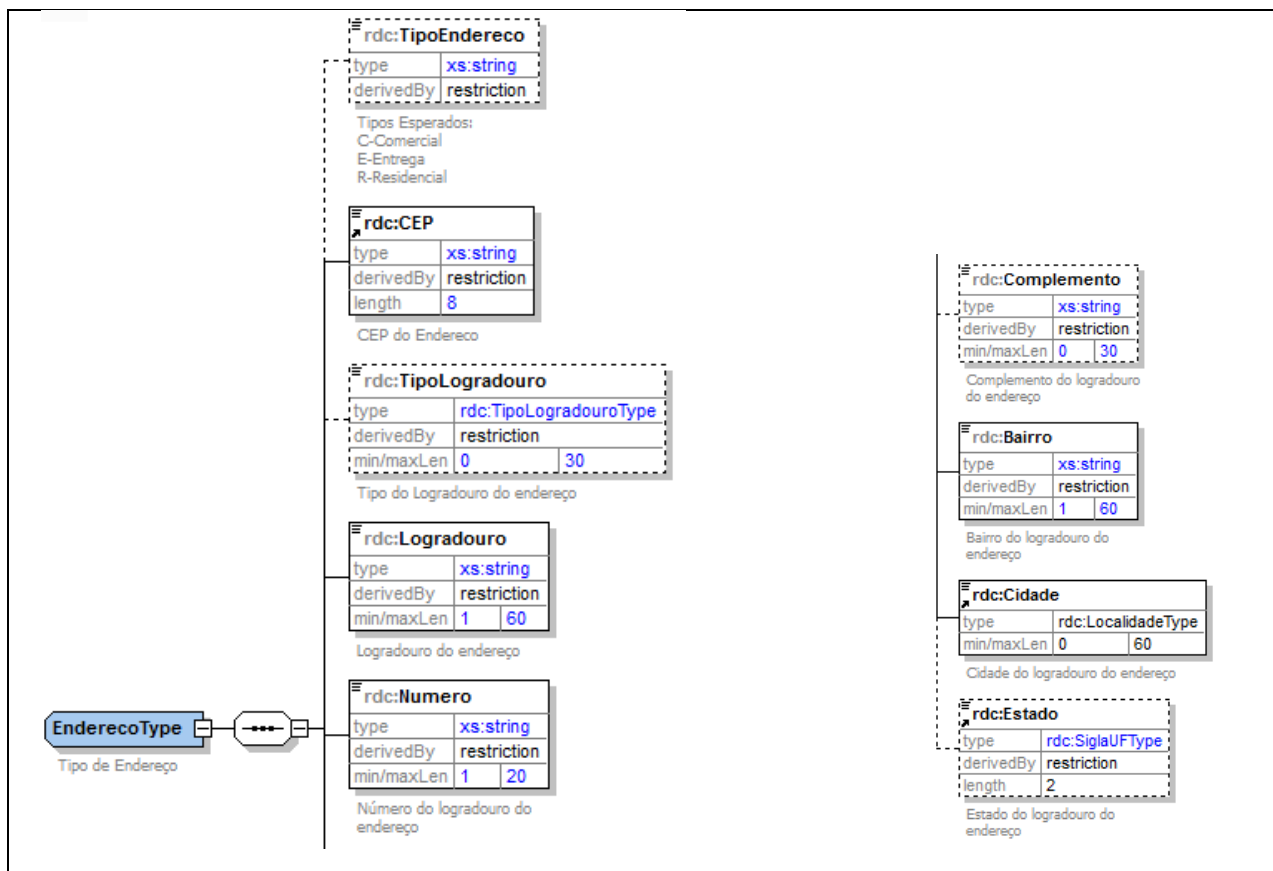 rdc:TipoEndereco
type xs:string
derivedBy restriction
Tipos Esperados:
C-Comercial
E-Entrega
R-Residencial
rdc:CEP
type xs:string
derivedBy restriction
length 8
CEP do Endereco
rdc:TipoLogradouro
type rdc:TipoLogradouroType
derivedBy restriction
min/maxLen 0 30
Tipo do Logradouro do endereço
rdc:Logradouro
type xs:string
derivedBy restriction
min/maxLen 1 60
Logradouro do endereço
EnderecoType
Tipo de Endereço
rdc:Numero
type xs:string
derivedBy restriction
min/maxLen 1 20
Número do logradouro do
endereço
rdc:Complemento
type xs:string
derivedBy restriction
min/maxLen 0 30
Complemento do logradouro
do endereço
rdc:Bairro
type xs:string
derivedBy restriction
min/maxLen 1 60
Bairro do logradouro do
endereço
rdc:Cidade
type rdc:LocalidadeType
min/maxLen 0 60
Cidade do logradouro do endereço
rdc:Estado
type rdc:SiglaUFType
derivedBy restriction
length 2
Estado do logradouro do
endereço